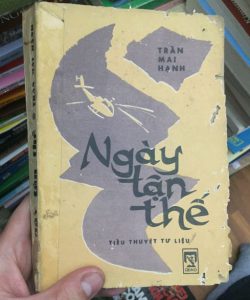 TRẦN
MAI
HẠNH
Ngày
tận
thế
TIỂU THUYẾT TƯ LIỆU